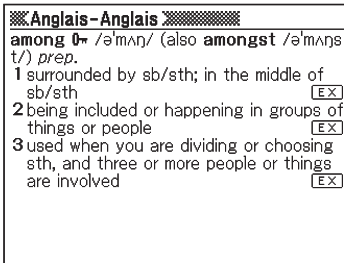 Anglais-Anglais
among /ə'mʌŋ/ (also amongst /ə'mʌŋs
t/) prep.
1 surrounded by sb/sth; in the middle of
sb/sth EX
2 being included or happening in groups of
things or people EX
3 used when you are dividing or choosing
sth, and three or more people or things
are involved EX